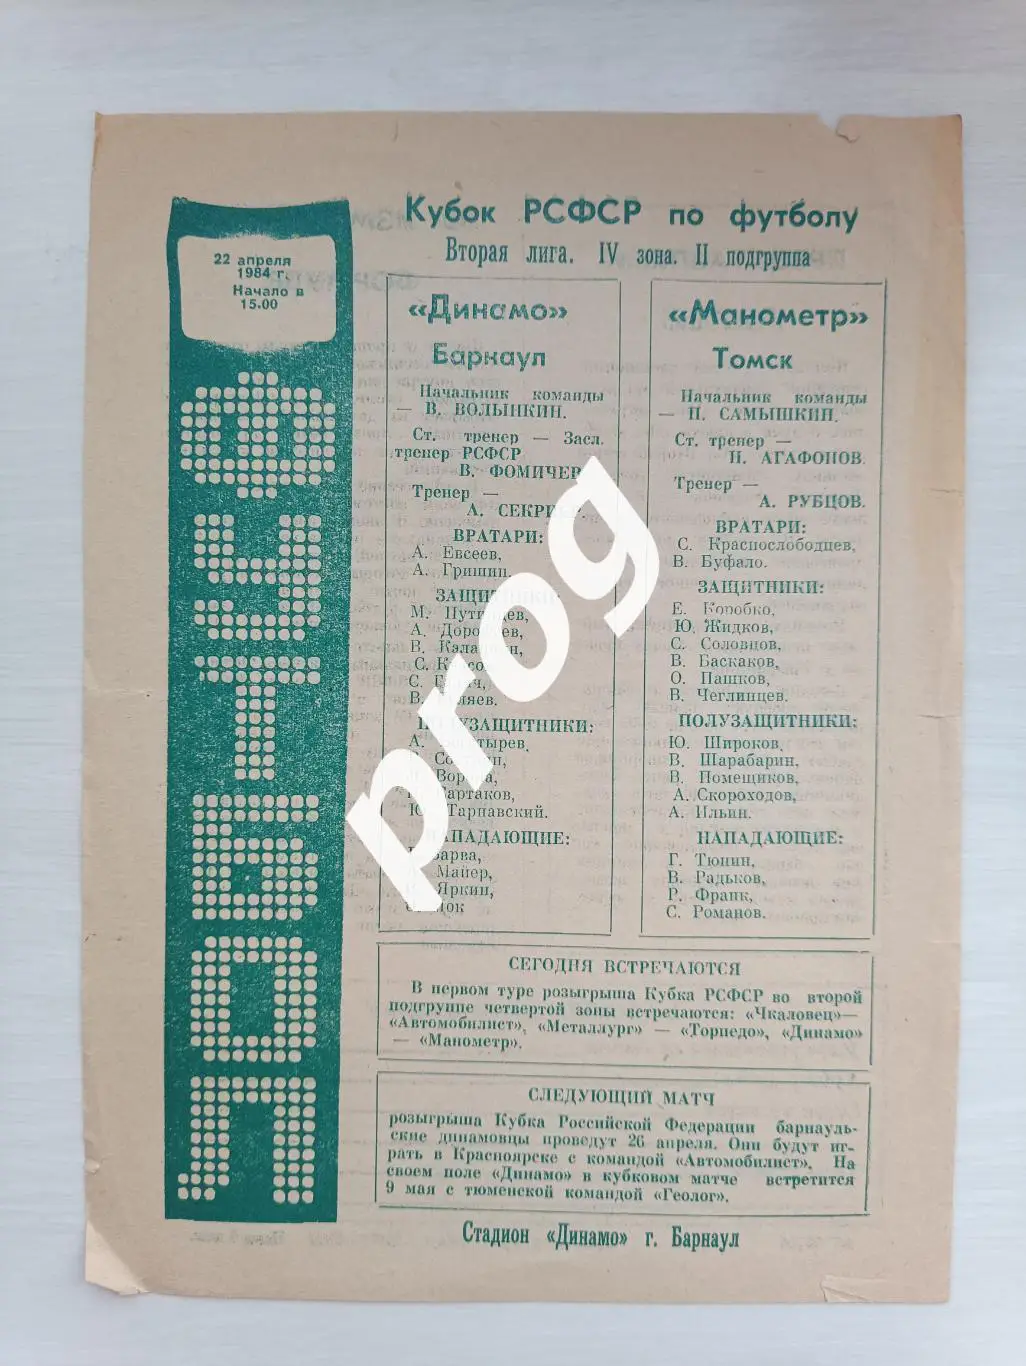 Кубок РСФСР по футболу
Вторая лига. IV зона. II подгруппа
22 апреля
1984 г.
Начало в
15.00
ФУТБОЛ
«Динамо»
Барнаул
Начальник команды
— В. ВОЛЫНКИН.
Ст. тренер — Засл.
тренер РСФСР
В. ФОМИЧЕВ
Тренер —
А.
ВРАТАРИ:
А. Евсеев,
А. Гришин.
ЗАЩИТНИКИ:
М.
А.
В.
С.
С.
В.
ПОЛУЗАЩИТНИКИ:
А.
Ю. Тарнавский.
НАПАДАЮЩИЕ:
Варва,
Майер,
Яркин,
«Манометр»
Томск
Начальник команды
— П. САМЫШКИН.
Ст. тренер —
Н. АГАФОНОВ.
Тренер —
А. РУБЦОВ.
ВРАТАРИ:
С. Краснослободцев,
В. Буфало.
ЗАЩИТНИКИ:
Е. Коробко,
Ю. Жидков,
С. Соловцов,
В. Баскаков,
О. Пашков,
В. Чеглинцев.
ПОЛУЗАЩИТНИКИ:
Ю. Широков,
В. Шарабарин,
В. Помещиков,
А. Скороходов,
А. Ильин.
НАПАДАЮЩИЕ:
Г. Тюнин,
В. Радьков,
Р. Франк,
С. Романов.
prog
СЕГОДНЯ ВСТРЕЧАЮТСЯ
В первом туре розыгрыша Кубка РСФСР во второй
подгруппе четвертой зоны встречаются: «Чкаловец»—
«Автомобилист», «Металлург» — «Торпедо», «Динамо»
— «Манометр».
СЛЕДУЮЩИЙ МАТЧ
розыгрыша Кубка Российской Федерации барнауль-
ские динамовцы проведут 26 апреля. Они будут иг-
рать в Красноярске с командой «Автомобилист». На
своем поле «Динамо» в кубковом матче встретится
9 мая с тюменской командой «Геолог».
Стадион «Динамо» г. Барнаул